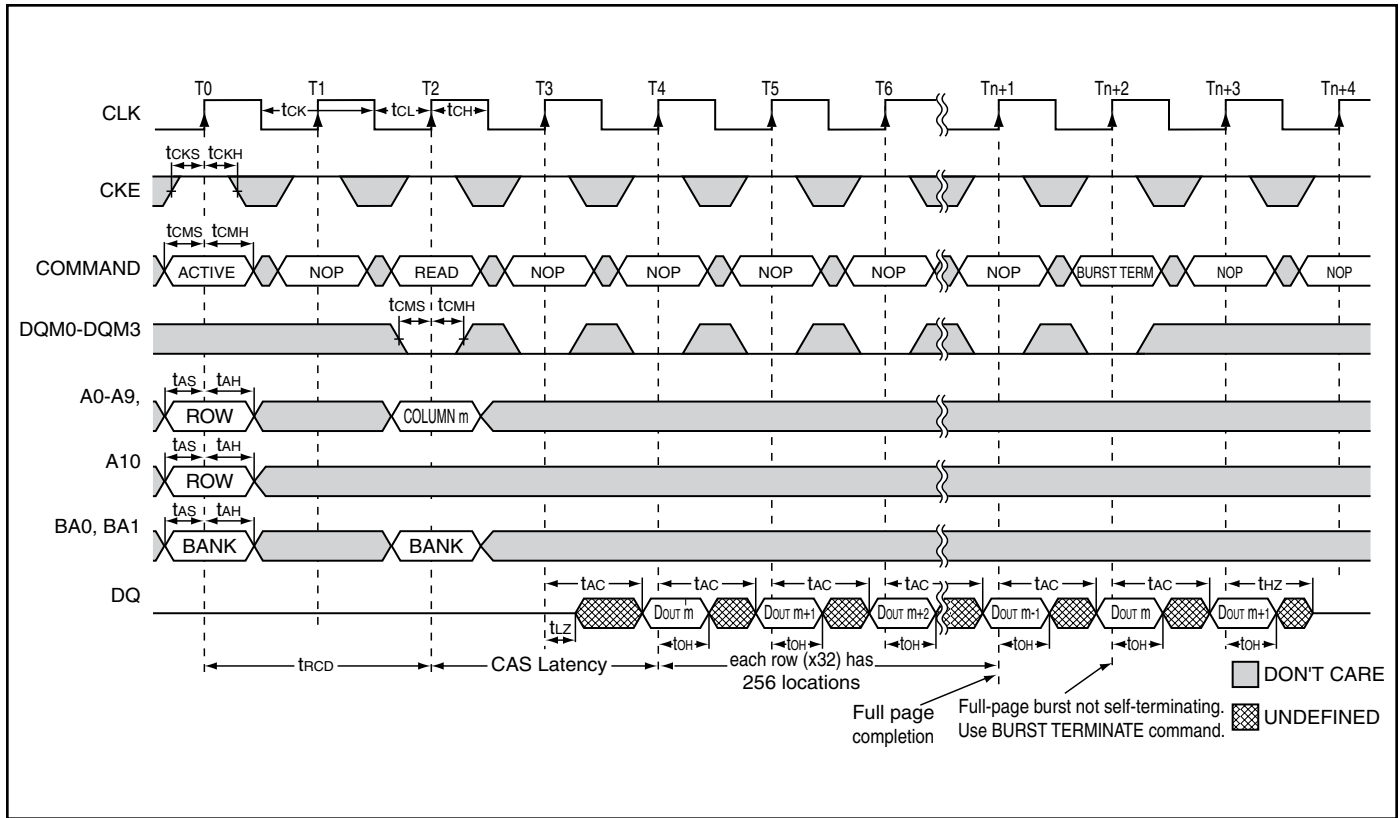 T0 T1 T2 T3 T4 T5 T6 Tn+1 Tn+2 Tn+3 Tn+4
CLK tCK tCL tCH
tCKS tCKH
CKE
tCMS tCMH
COMMAND ACTIVE NOP READ NOP NOP NOP NOP NOP BURST TERM NOP NOP
tCMS tCMH
DQM0-DQM3
tAS tAH
A0-A9, ROW COLUMN m
tAS tAH
A10 ROW
tAS tAH
BA0, BA1 BANK BANK
tAC tAC tAC tAC tAC tAC tHZ
DQ DOUT m DOUT m+1 DOUT m+2 DOUT m-1 DOUT m DOUT m+1
tLZ tOH tOH tOH tOH tOH tOH
tRCD CAS Latency each row (x32) has
256 locations
DON'T CARE
UNDEFINED
Full page
completion
Full-page burst not self-terminating.
Use BURST TERMINATE command.